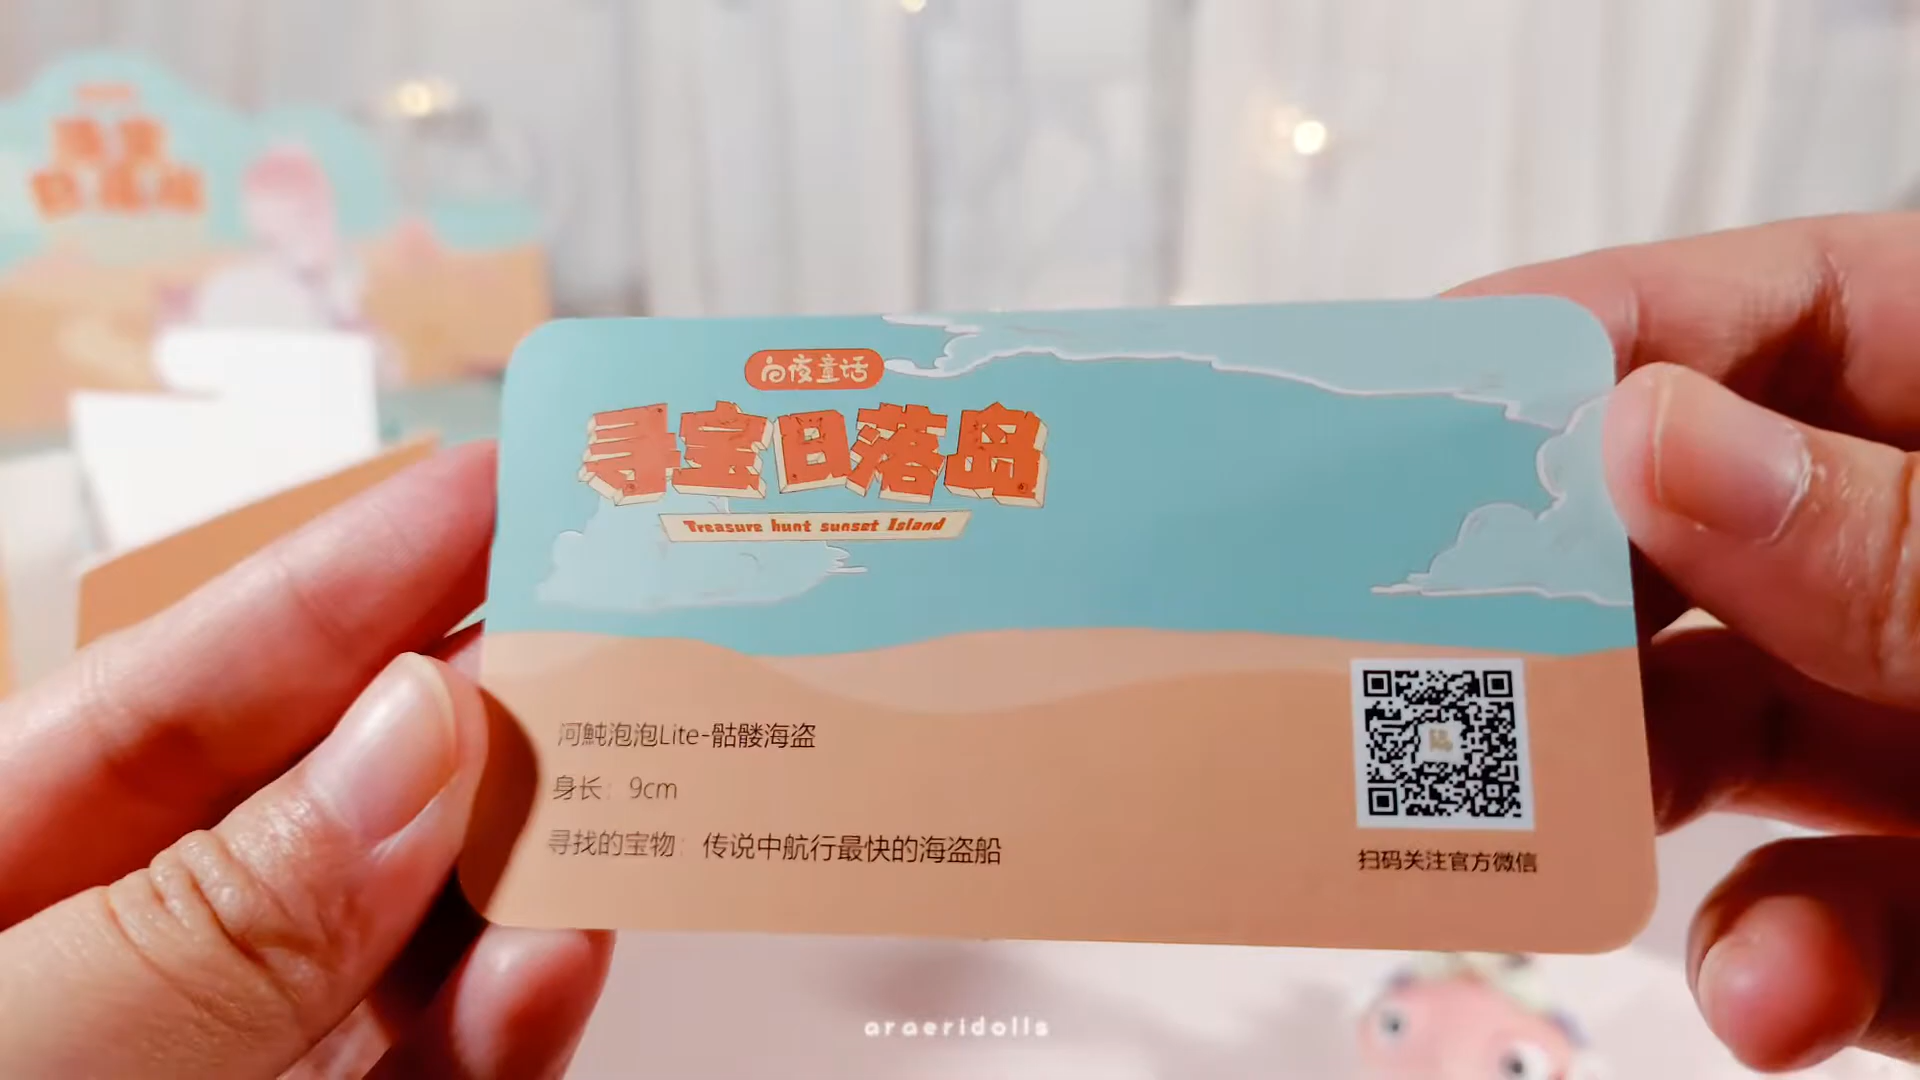 白夜童话
寻宝日落岛
Treasure hunt sunset Island
河魨泡泡Lite-骷髅海盗
身长：9cm
寻找的宝物：传说中航行最快的海盗船
扫码关注官方微信
araeridolls